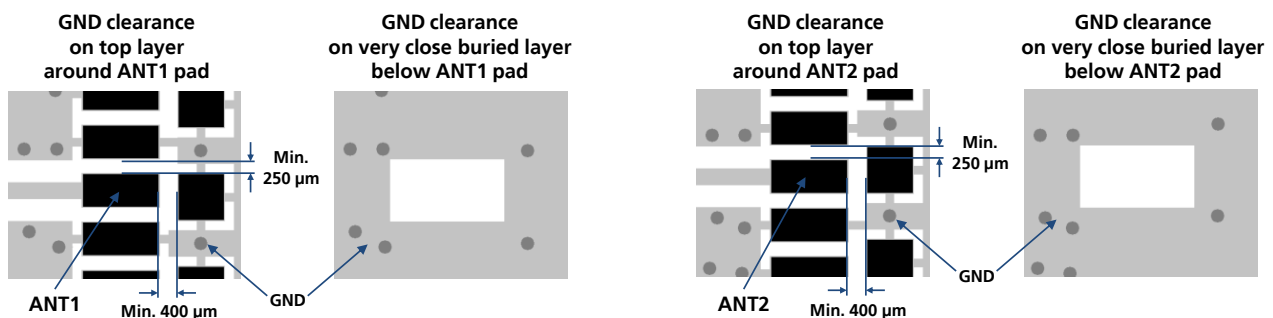 GND clearance
on top layer
around ANT1 pad
GND clearance
on very close buried layer
below ANT1 pad
Min.
250 µm
ANT1
Min. 400 µm
GND
GND clearance
on top layer
around ANT2 pad
GND clearance
on very close buried layer
below ANT2 pad
Min.
250 µm
ANT2
Min. 400 µm
GND